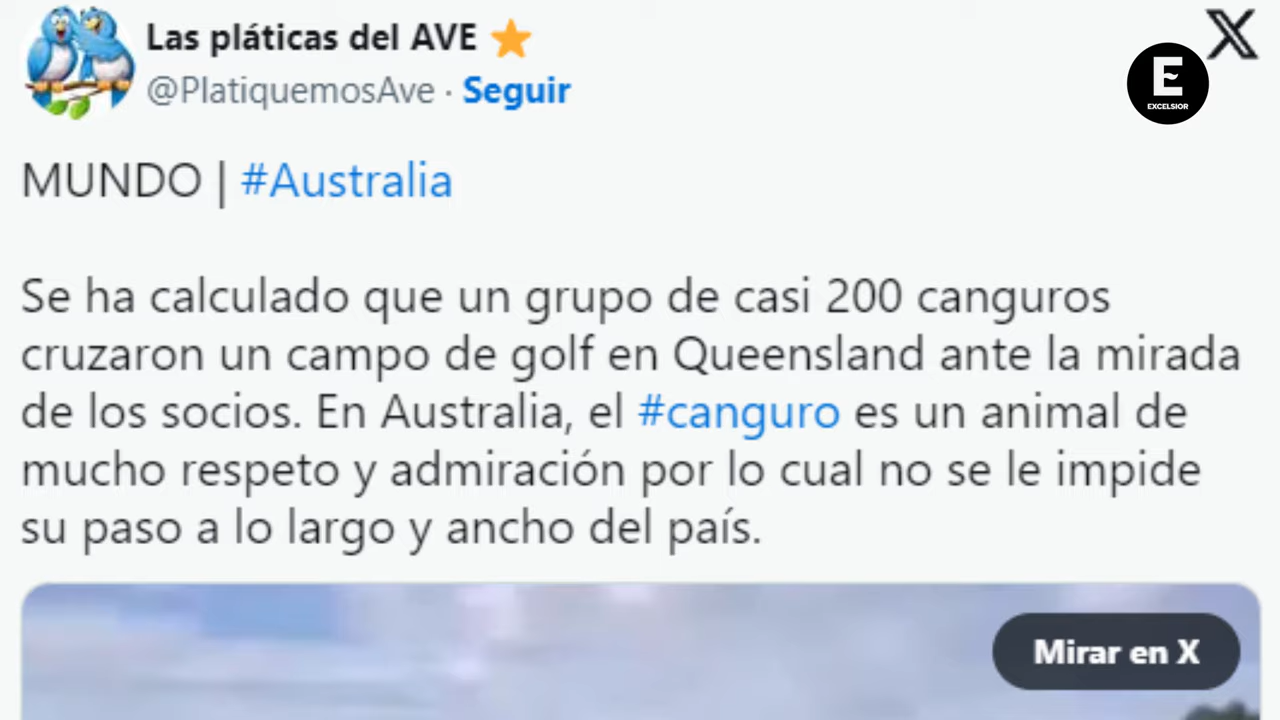 Las pláticas del AVE
@PlatiquemosAve · Seguir
E
EXCELSIOR
MUNDO | #Australia
Se ha calculado que un grupo de casi 200 canguros
cruzaron un campo de golf en Queensland ante la mirada
de los socios. En Australia, el #canguro es un animal de
mucho respeto y admiración por lo cual no se le impide
su paso a lo largo y ancho del país.
Mirar en X